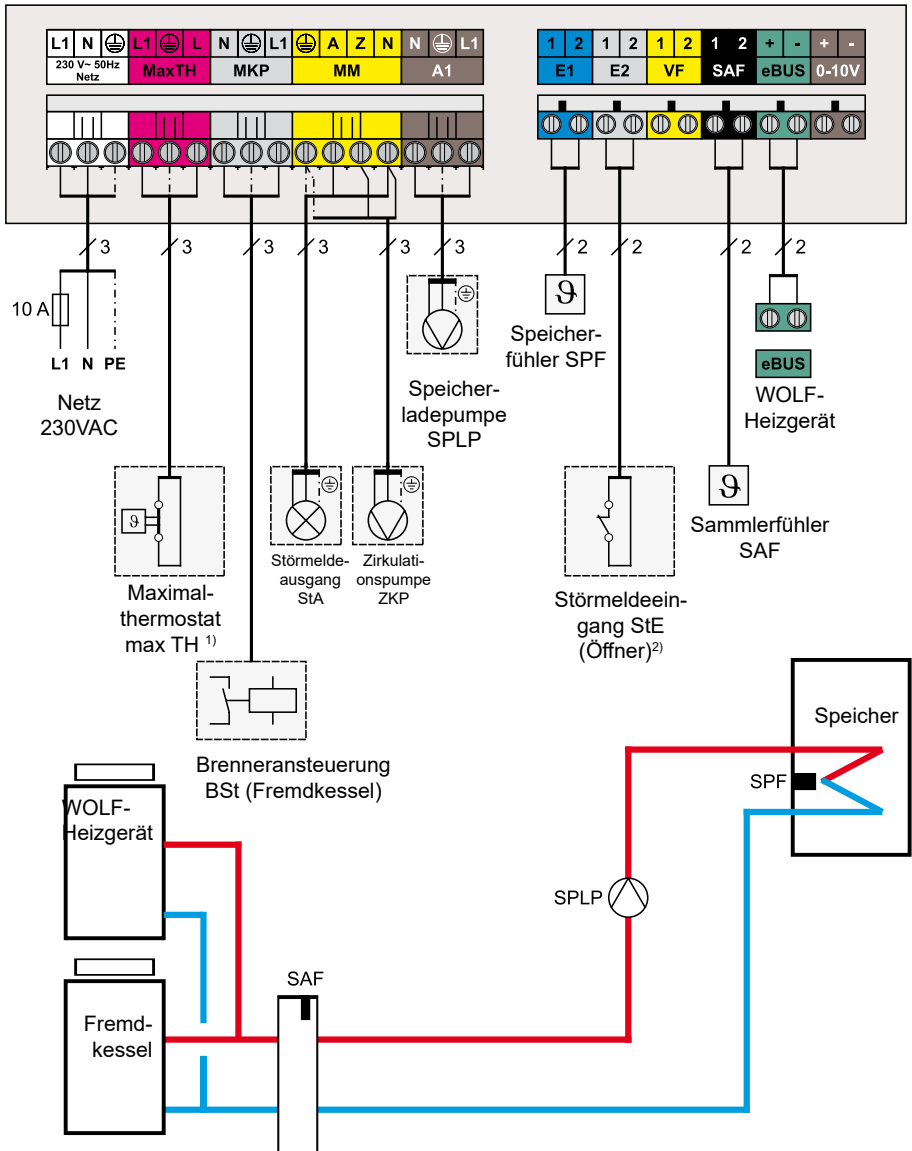 L1 N L1 L N L1 A Z N N L1
230 V~ 50Hz
Netz
MaxTH MKP MM A1
1 2 1 2 1 2 1 2 + - + -
E1 E2 VF SAF eBUS 0-10V
3 3 3 3 3 3 2 2 2 2
10 A
L1 N PE
Netz
230VAC
Speicher-
ladepumpe
SPLP
ϑ
Speicher-
fühler SPF
eBUS
WOLF-
Heizgerät
ϑ
Maximal-
thermostat
max TH 1)
Störmelde-
ausgang
StA
Zirkulati-
onspumpe
ZKP
Störmeldeein-
gang StE
(Öffner)2)
ϑ
Sammlerfühler
SAF
Brenneransteuerung
BSt (Fremdkessel)
Speicher
SPF
WOLF-
Heizgerät
SPLP
SAF
Fremd-
kessel